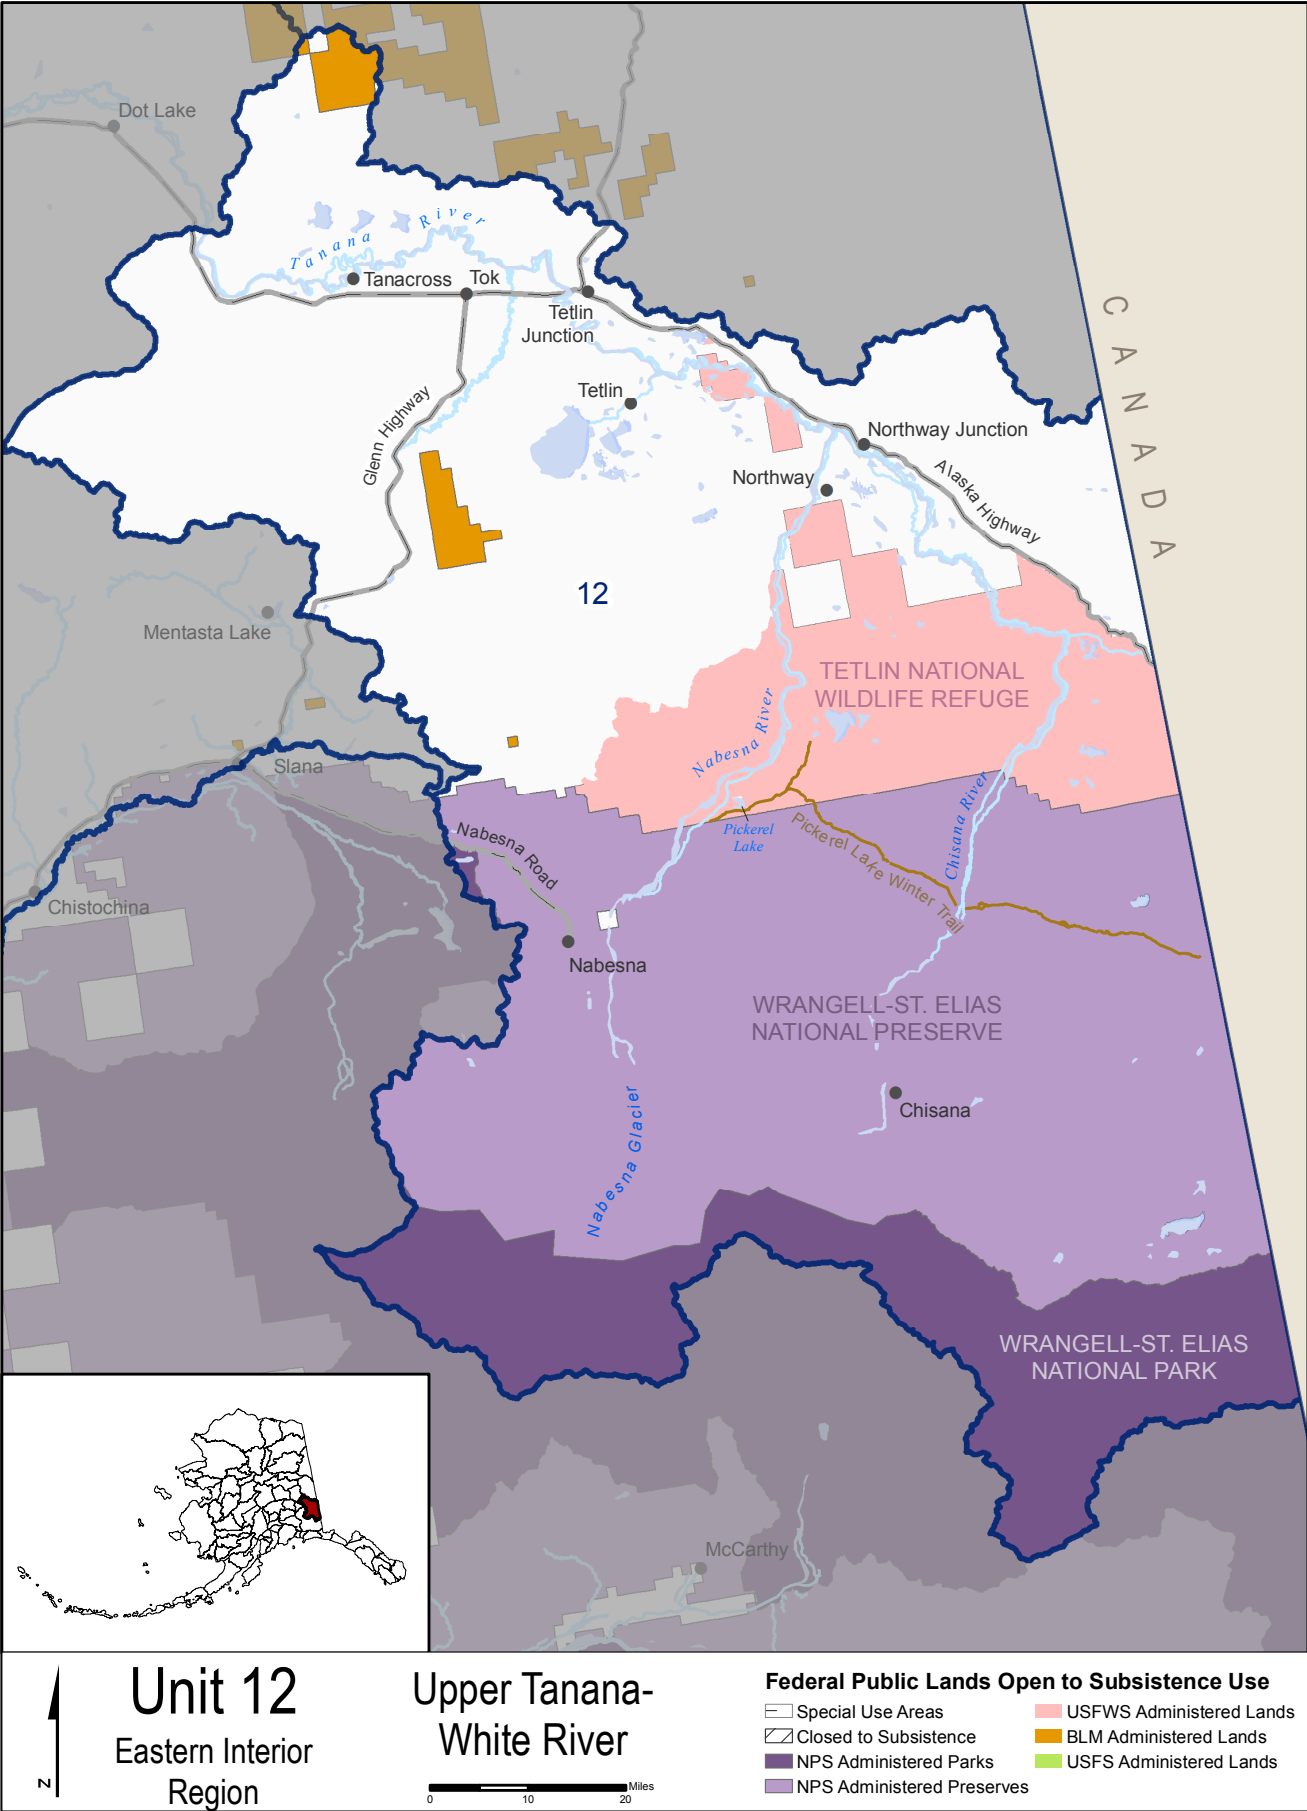 Dot Lake
Tanana River
Tanacross
Tok
Tetlin
Junction
Tetlin
Glenn Highway
Northway Junction
Northway
Alaska Highway
CANADA
12
Mentasta Lake
TETLIN NATIONAL
WILDLIFE REFUGE
Nabesna River
Slana
Chisana River
Pickerel
Lake
Pickerel Lake Winter Trail
Nabesna Road
Chistochina
Nabesna
WRANGELL-ST. ELIAS
NATIONAL PRESERVE
Chisana
Nabesna Glacier
WRANGELL-ST. ELIAS
NATIONAL PARK
McCarthy
N
Unit 12
Eastern Interior
Region
Upper Tanana-
White River
Miles
0 10 20
Federal Public Lands Open to Subsistence Use
Special Use Areas
Closed to Subsistence
NPS Administered Parks
NPS Administered Preserves
USFWS Administered Lands
BLM Administered Lands
USFS Administered Lands